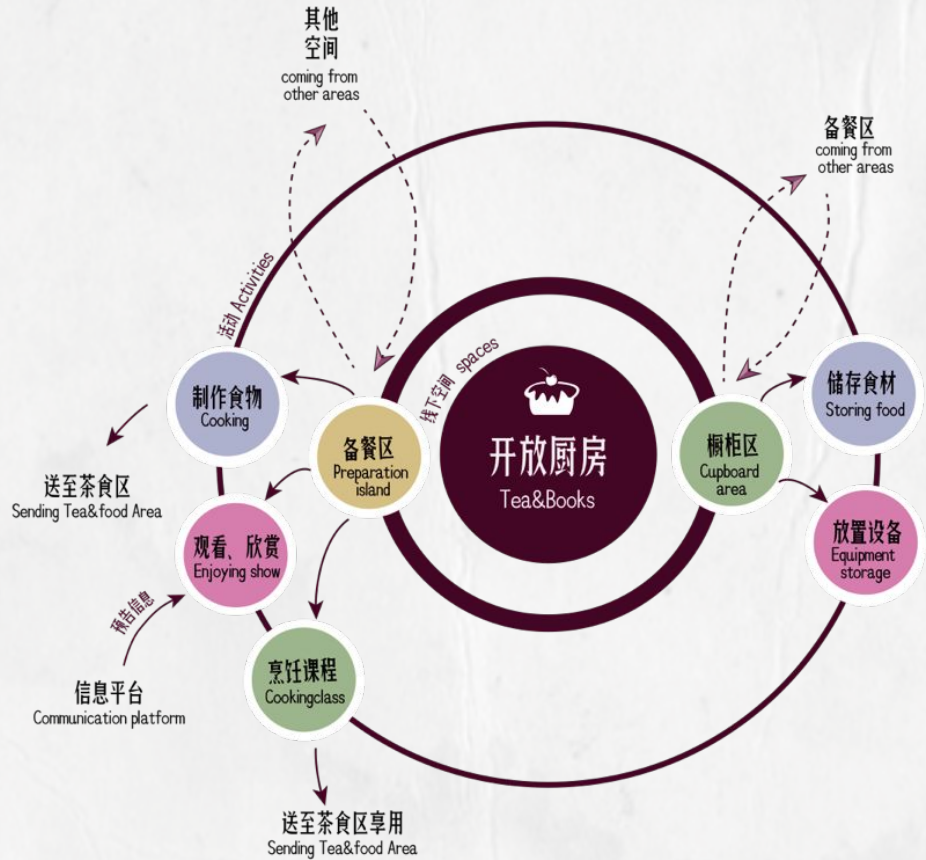 其他
空间
coming from
other areas
备餐区
coming from
other areas
活动 Activities
线下空间 spaces
制作食物
Cooking
备餐区
Preparation
island
开放厨房
Tea&Books
橱柜区
Cupboard
area
储存食材
Storing food
送至茶食区
Sending Tea&food Area
观看、欣赏
Enjoying show
放置设备
Equipment
storage
预告信息
信息平台
Communication platform
烹饪课程
Cookingclass
送至茶食区享用
Sending Tea&food Area